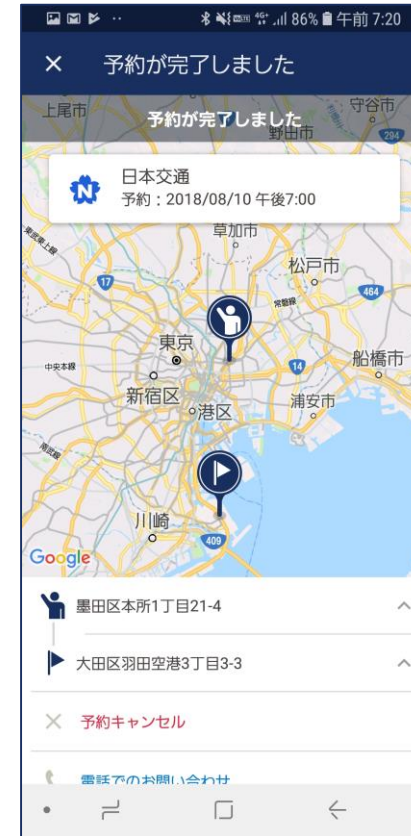 86% 午前 7:20
予約が完了しました
予約が完了しました
上尾市
守谷市
野田市
294
日本交通
予約：2018/08/10 午後7:00
草加市
松戸市
17
常磐線
464
東京
中央本線
14
船橋市
新宿区
港区
浦安市
川崎
409
Google
墨田区本所1丁目21-4
大田区羽田空港3丁目3-3
予約キャンセル
電話でのお問い合わせ